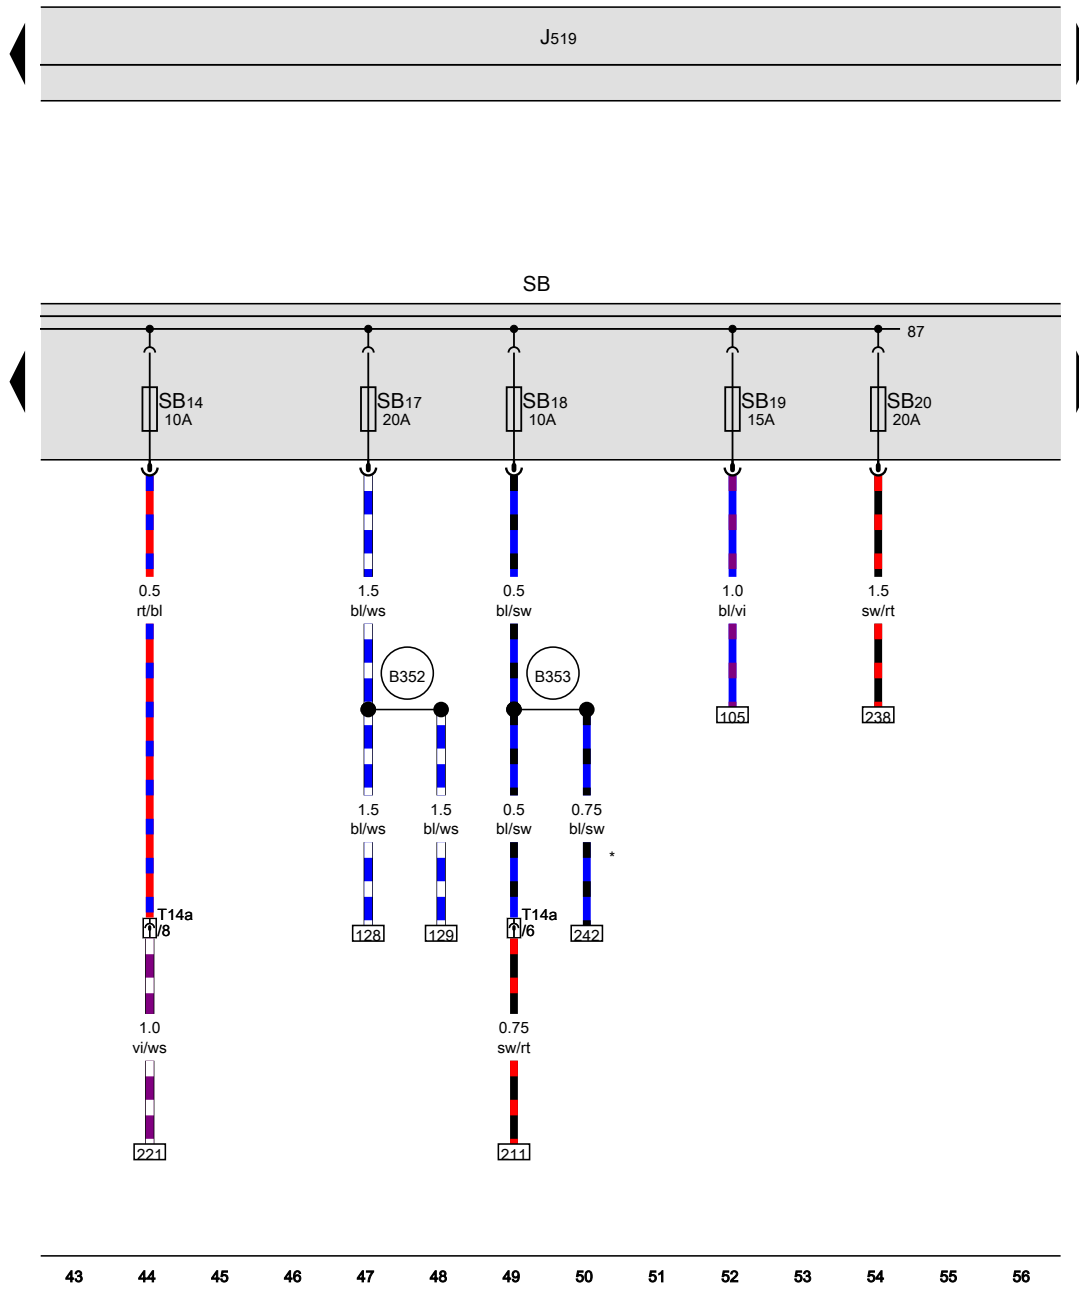 J519
SB
87
SB14 SB17 SB18 SB19 SB20
10A 20A 10A 15A 20A
0.5 1.5 0.5 1.0 1.5
rt/bl bl/ws bl/sw bl/vi sw/rt
B352 B353
105 238
1.5 1.5 0.5 0.75
bl/ws bl/ws bl/sw bl/sw
*
T14a T14a
/8 /6
128 129 242
1.0 0.75
vi/ws sw/rt
221 211
43 44 45 46 47 48 49 50 51 52 53 54 55 56